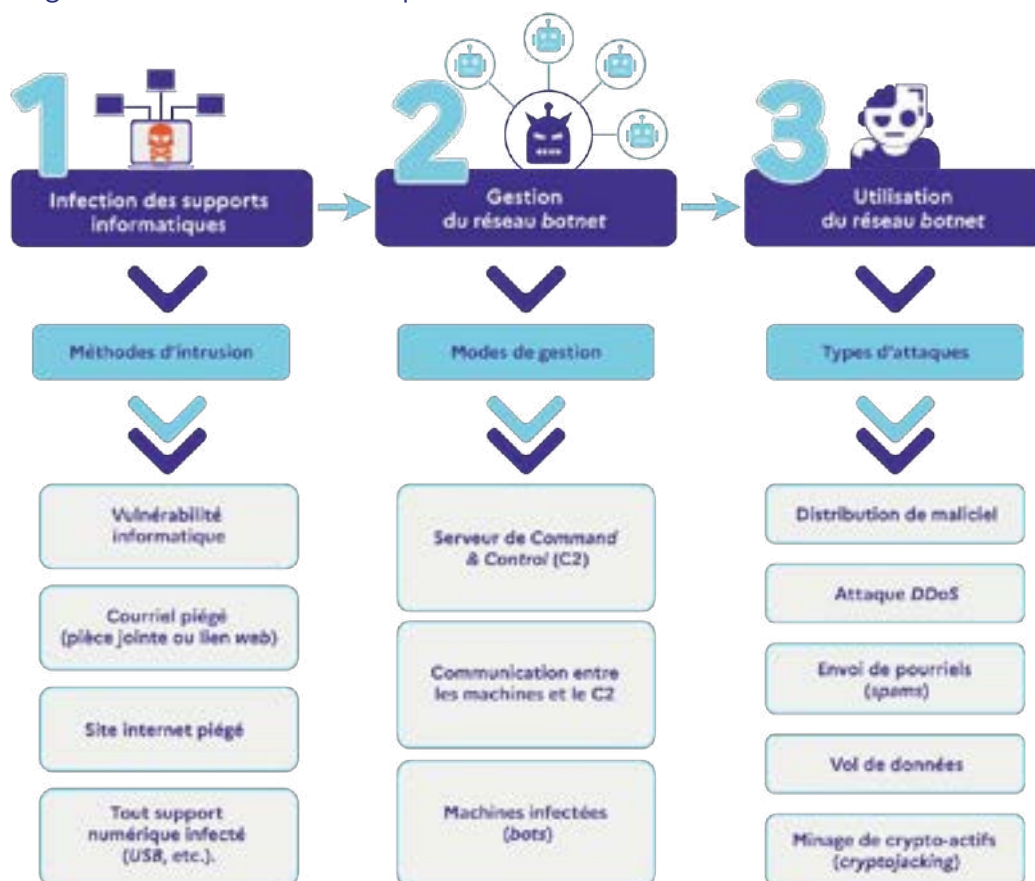 1
Infection des supports
informatiques
Méthodes d'intrusion
Vulnérabilité
informatique
Courriel piégé
(pièce jointe ou lien web)
Site internet piégé
Tout support
numérique infecté
(USB, etc.).
2
Gestion
du réseau botnet
Modes de gestion
Serveur de Command
& Control (C2)
Communication entre
les machines et le C2
Machines infectées
(bots)
3
Utilisation
du réseau botnet
Types d'attaques
Distribution de maliciel
Attaque DDoS
Envoi de pourriels
(spams)
Vol de données
Minage de crypto-actifs
(cryptojacking)